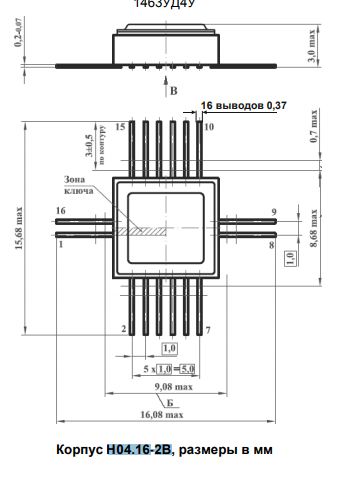 1463УД4У
0,2-0,07
3,0 max
В
16 выводов 0,37
15
10
3±0,5
по контуру
0,7 max
Зона
ключа
16
9
1
8
15,68 max
8,68 max
1,0
2
7
1,0
5 x 1,0 = 5,0
9,08 max
Б
16,08 max
Корпус Н04.16-2В, размеры в мм